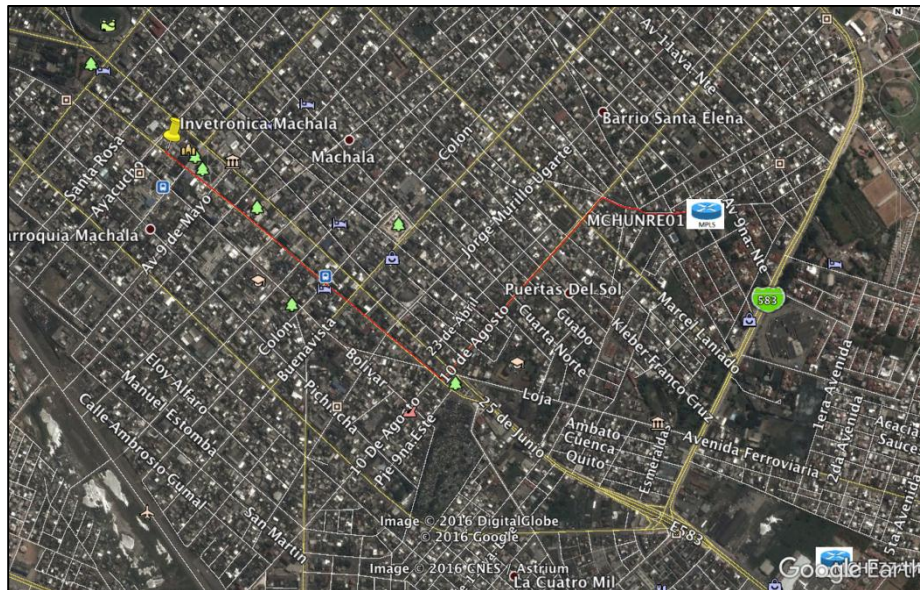 N
Av 11ava. Nte
Invetronica Machala
Barrio Santa Elena
Colon
Machala
Santa Rosa
Ayacucho
Jorge Murillo Ugarte
Av 9na- Nte
MCHUNRE01
MPLS
Av 9 de Mayo
arroquia Machala
Puertas Del Sol
583
23 de Abril
10 de Agosto
Guabo
Cuarta Norte
Marcel Laniado
Kleber Franco Cruz
Colon
Buenavista
Bolivar
Pichincha
Eloy Alfaro
Manuel Estomba
Calle Ambrosio Gumal
Loja
25 de Junio
10 De Agosto
Pje 9na Este
Ambato
Cuenca
Quito
Esmeraldas
Avenida Ferroviaria
1era Avenida
2da Avenida
Acacia
Sauce
5ta Avenida
San Martin
E583
Image © 2016 DigitalGlobe
© 2016 Google
Image © 2016 CNES / Astrium
La Cuatro Mil
Google Earth